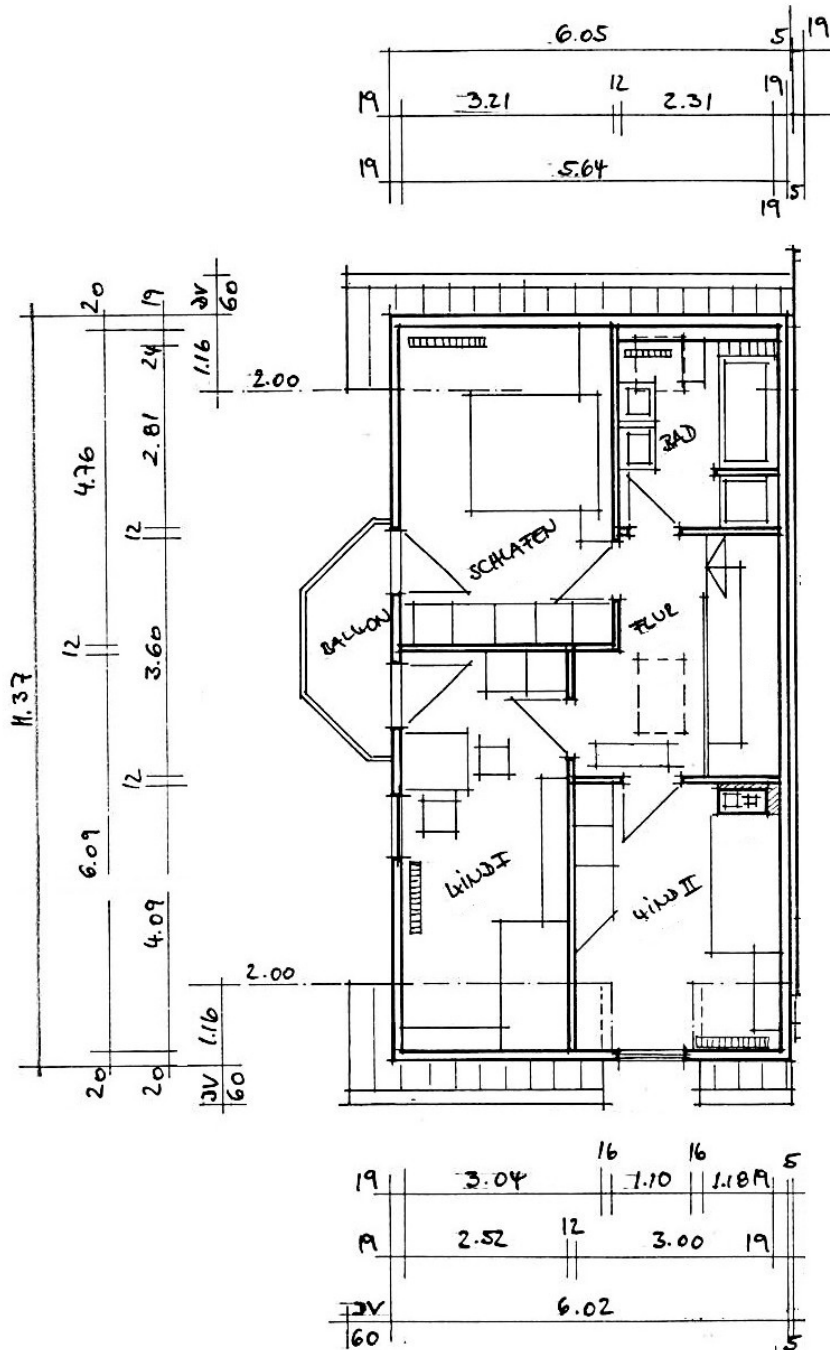 6.05 5 19
19 3.21 12 2.31 19
19 5.64 19 5
20 19 DV 60
24 1.16
2.00
4.76 2.81
BAD
12
SCHLAFEN
BALKON
FLUR
12 3.60
11.37
12
6.09
KIND I
KIND II
4.09
2.00
1.16
20 20 DV 60
16 16 5
19 3.04 1.10 1.18 19
12
19 2.52 3.00 19
DV 6.02
60 5